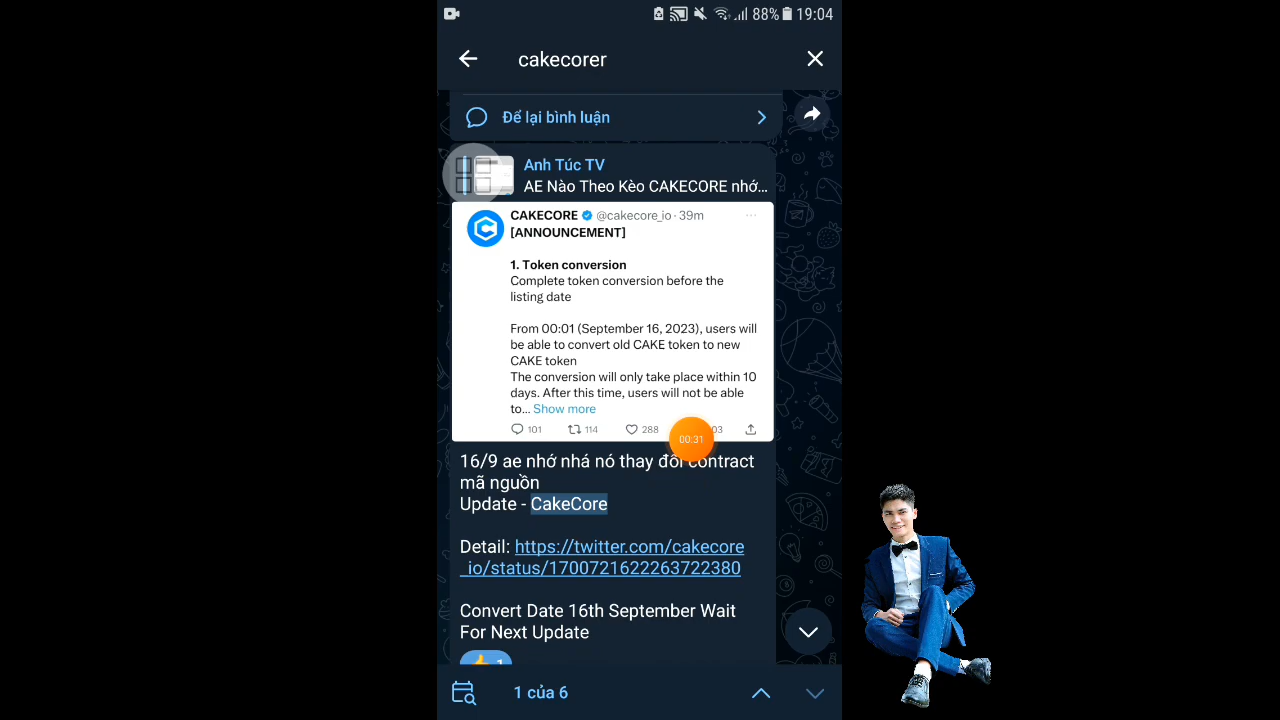 88% 19:04
cakecorer
Để lại bình luận
Anh Túc TV
AE Nào Theo Kèo CAKECORE nhớ...
CAKECORE @cakecore_io · 39m
[ANNOUNCEMENT]
1. Token conversion
Complete token conversion before the
listing date
From 00:01 (September 16, 2023), users will
be able to convert old CAKE token to new
CAKE token
The conversion will only take place within 10
days. After this time, users will not be able
to... Show more
101 114 288 03
00:31
16/9 ae nhớ nhá nó thay đổi contract
mã nguồn
Update - CakeCore
Detail: https://twitter.com/cakecore
_io/status/1700721622263722380
Convert Date 16th September Wait
For Next Update
1
1 của 6